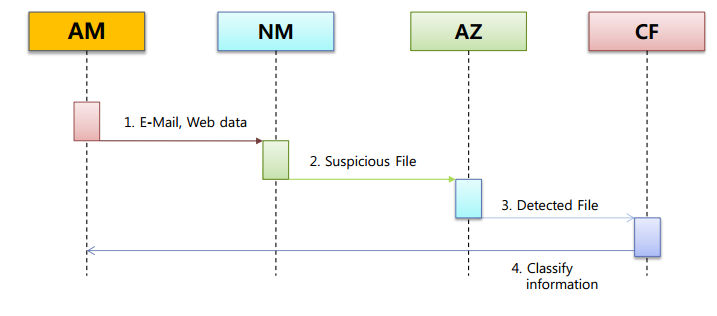 AM
NM
AZ
CF
1. E-Mail, Web data
2. Suspicious File
3. Detected File
4. Classify
information